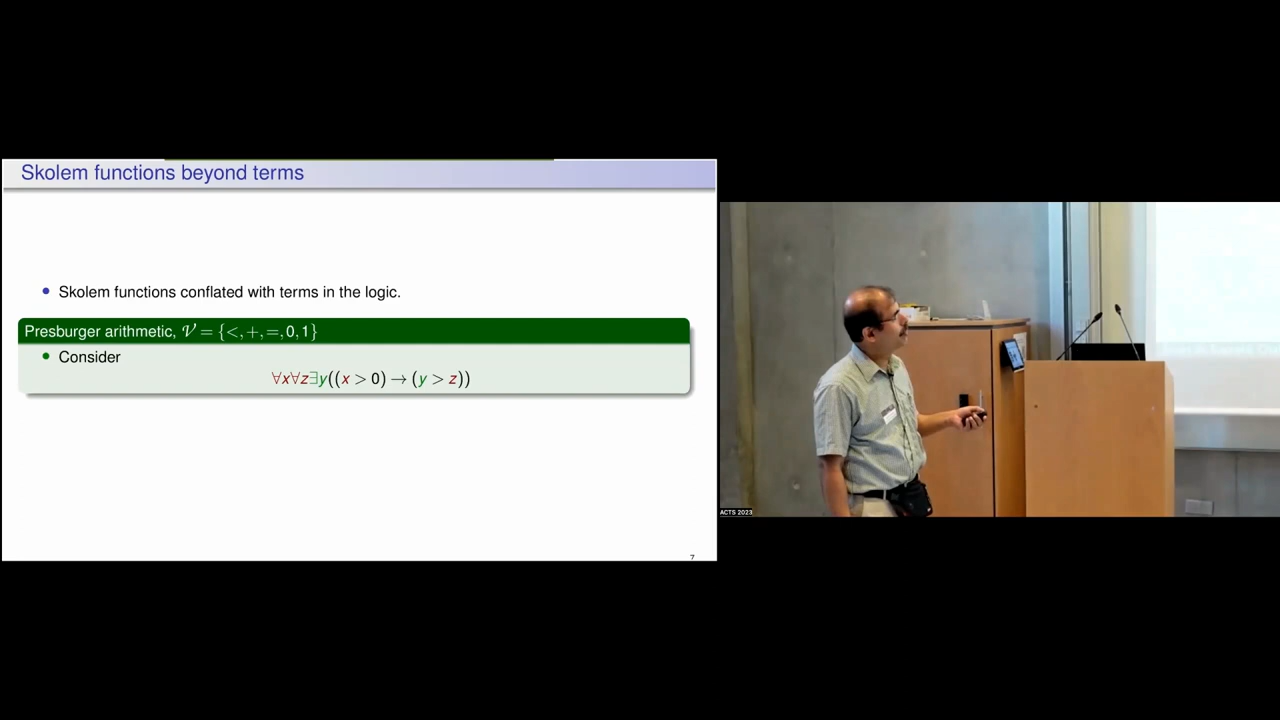 Skolem functions beyond terms
• Skolem functions conflated with terms in the logic.
Presburger arithmetic, 𝒱 = {<, +, =, 0, 1}
• Consider
∀x∀z∃y((x > 0) → (y > z))
7
ACTS 2023